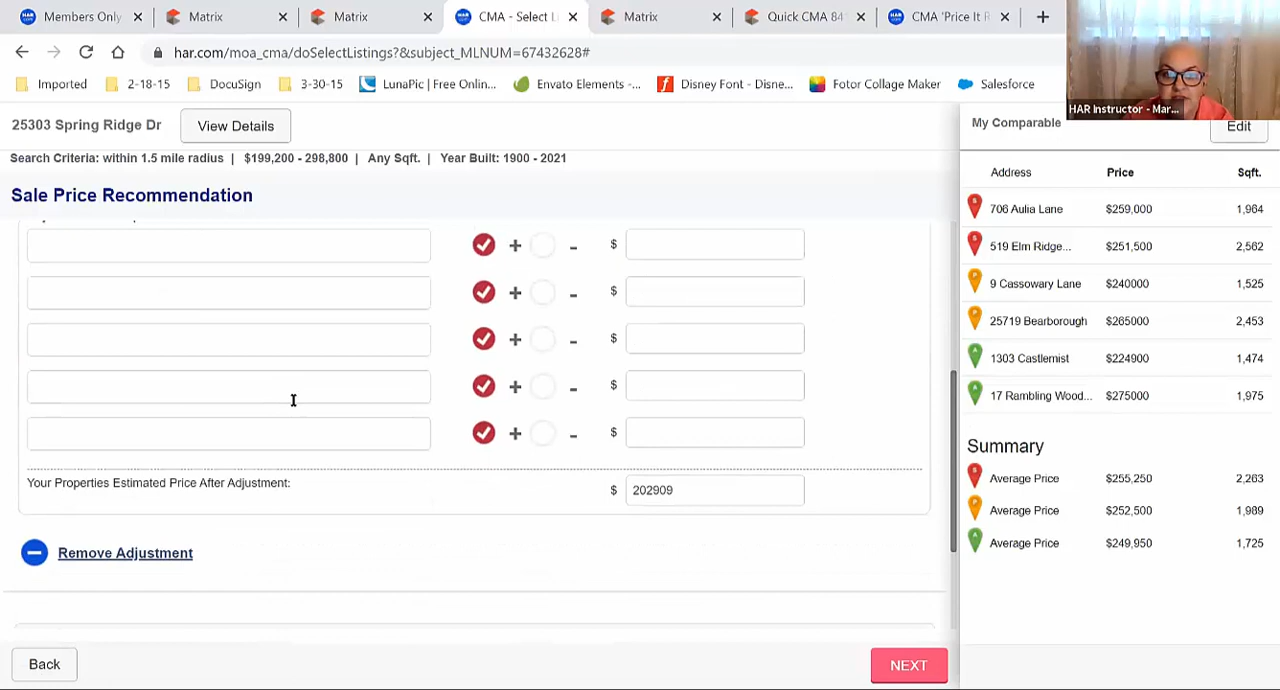 Members Only
Matrix
Matrix
CMA - Select Li
Matrix
Quick CMA 841
CMA 'Price It R
har.com/moa_cma/doSelectListings?&subject_MLNUM=67432628#
Imported
2-18-15
DocuSign
3-30-15
LunaPic | Free Onlin...
Envato Elements -...
Disney Font - Disne...
Fotor Collage Maker
Salesforce
HAR Instructor - Mar...
25303 Spring Ridge Dr
View Details
Search Criteria: within 1.5 mile radius | $199,200 - 298,800 | Any Sqft. | Year Built: 1900 - 2021
Sale Price Recommendation
+ - $
+ - $
+ - $
+ - $
+ - $
Your Properties Estimated Price After Adjustment:
$ 202909
Remove Adjustment
Back
NEXT
My Comparable
Edit
Address Price Sqft.
S 706 Aulia Lane $259,000 1,964
S 519 Elm Ridge... $251,500 2,562
P 9 Cassowary Lane $240000 1,525
P 25719 Bearborough $265000 2,453
A 1303 Castlemist $224900 1,474
A 17 Rambling Wood... $275000 1,975
Summary
S Average Price $255,250 2,263
P Average Price $252,500 1,989
A Average Price $249,950 1,725